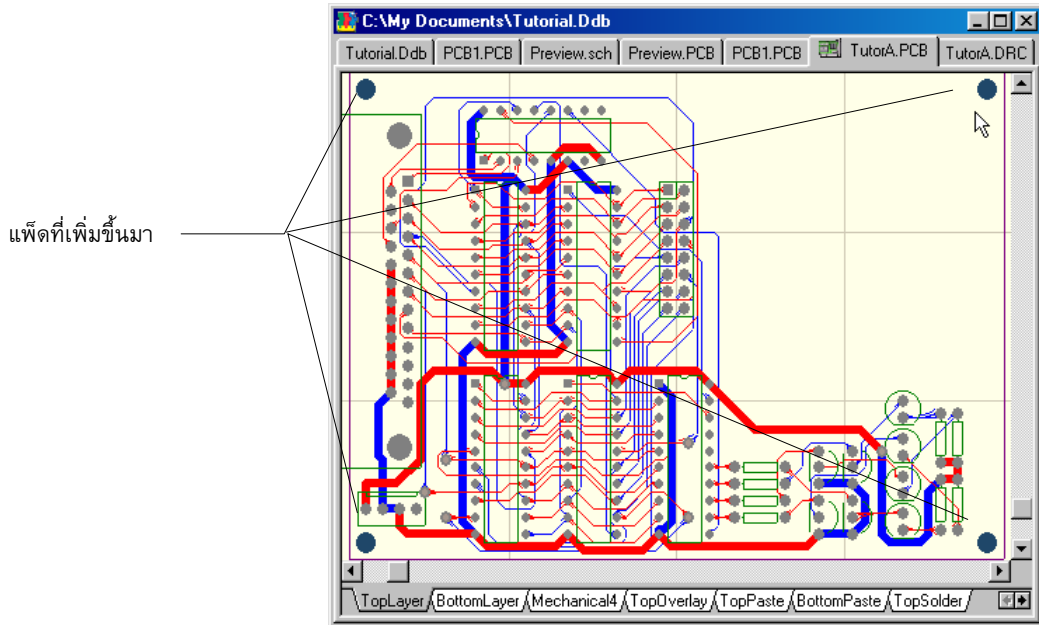 C:\My Documents\Tutorial.Ddb
Tutorial.Ddb PCB1.PCB Preview.sch Preview.PCB PCB1.PCB TutorA.PCB TutorA.DRC
แพ็ดที่เพิ่มขึ้นมา
TopLayer BottomLayer Mechanical4 TopOverlay TopPaste BottomPaste TopSolder